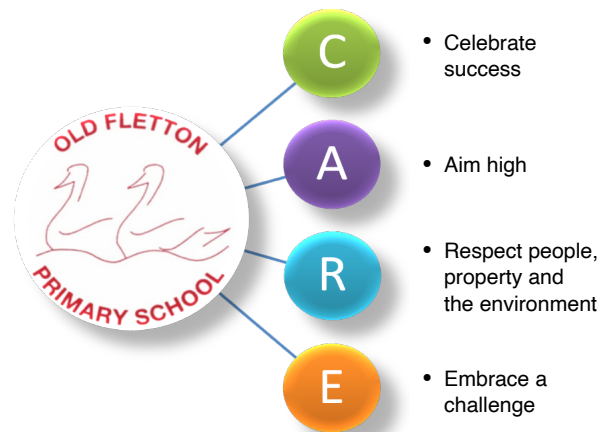 OLD FLETTON
PRIMARY SCHOOL
C
• Celebrate
success
A
• Aim high
R
• Respect people,
property and
the environment
E
• Embrace a
challenge